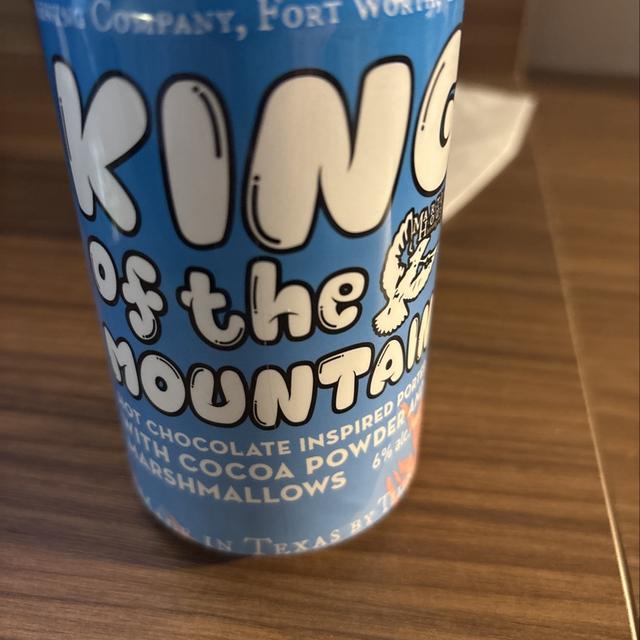 COMPANY, FORT WORTH,
KING
of the
MOUNTAIN
HOT CHOCOLATE INSPIRED PORTER
WITH COCOA POWDER AND
MARSHMALLOWS
6% alc.
IN TEXAS BY